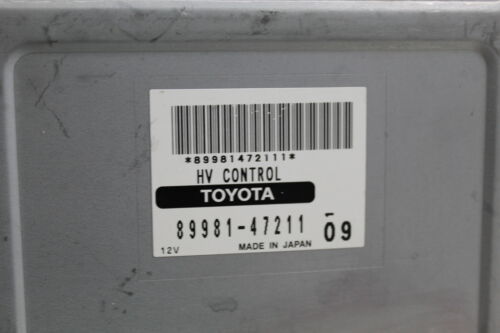 *89981472111*
HV CONTROL
TOYOTA
89981-47211 09
12V MADE IN JAPAN